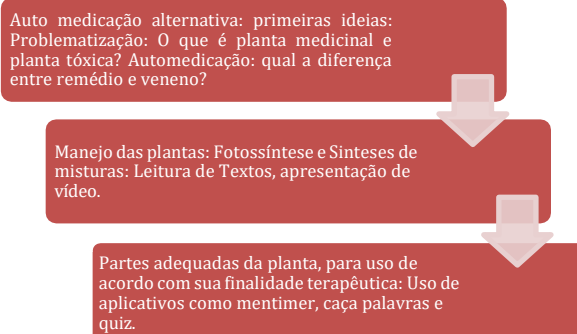 Auto medicação alternativa: primeiras ideias:
Problematização: O que é planta medicinal e
planta tóxica? Automedicação: qual a diferença
entre remédio e veneno?
Manejo das plantas: Fotossíntese e Sinteses de
misturas: Leitura de Textos, apresentação de
vídeo.
Partes adequadas da planta, para uso de
acordo com sua finalidade terapêutica: Uso de
aplicativos como mentimer, caça palavras e
quiz.